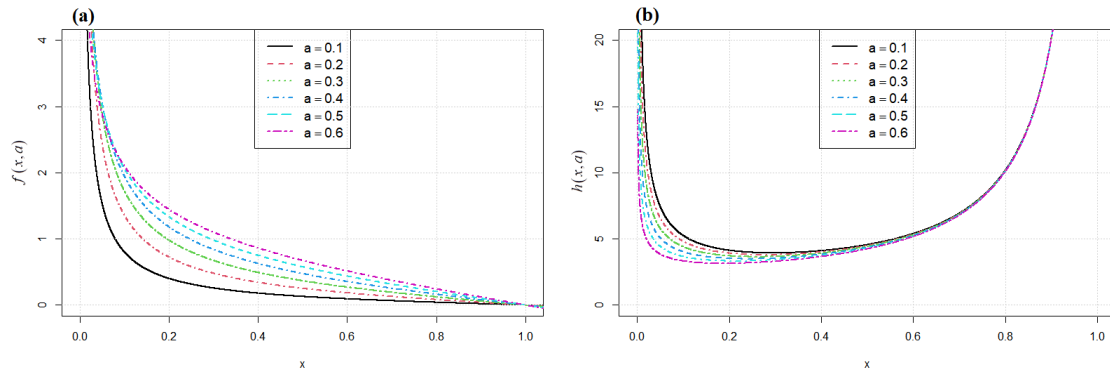 (a)
f (x, a)
4
3
2
1
0
a = 0.1
a = 0.2
a = 0.3
a = 0.4
a = 0.5
a = 0.6
0.0 0.2 0.4 0.6 0.8 1.0
x
(b)
h(x, a)
20
15
10
5
0
a = 0.1
a = 0.2
a = 0.3
a = 0.4
a = 0.5
a = 0.6
0.0 0.2 0.4 0.6 0.8 1.0
x